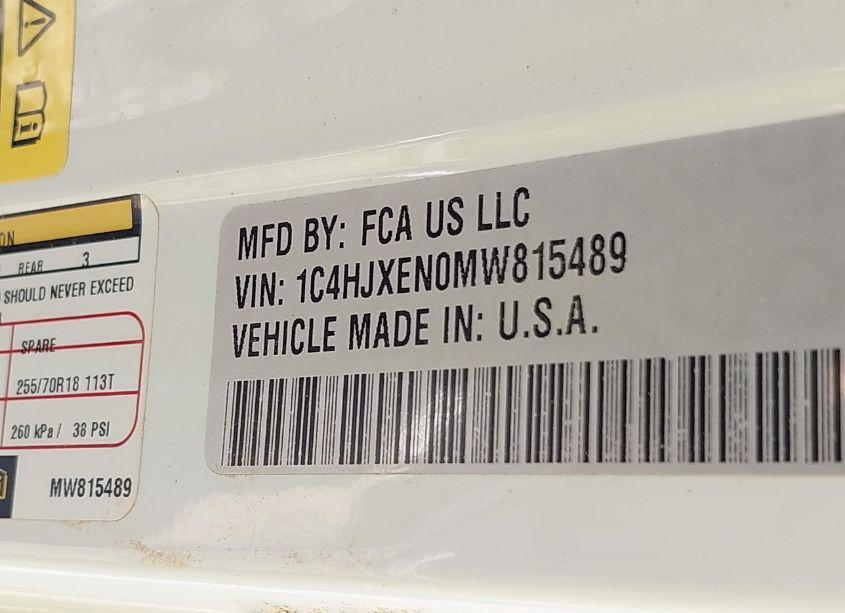 ON
REAR 3
SHOULD NEVER EXCEED
SPARE
255/70R18 113T
260 kPa / 38 PSI
MW815489
MFD BY: FCA US LLC
VIN: 1C4HJXEN0MW815489
VEHICLE MADE IN: U.S.A.